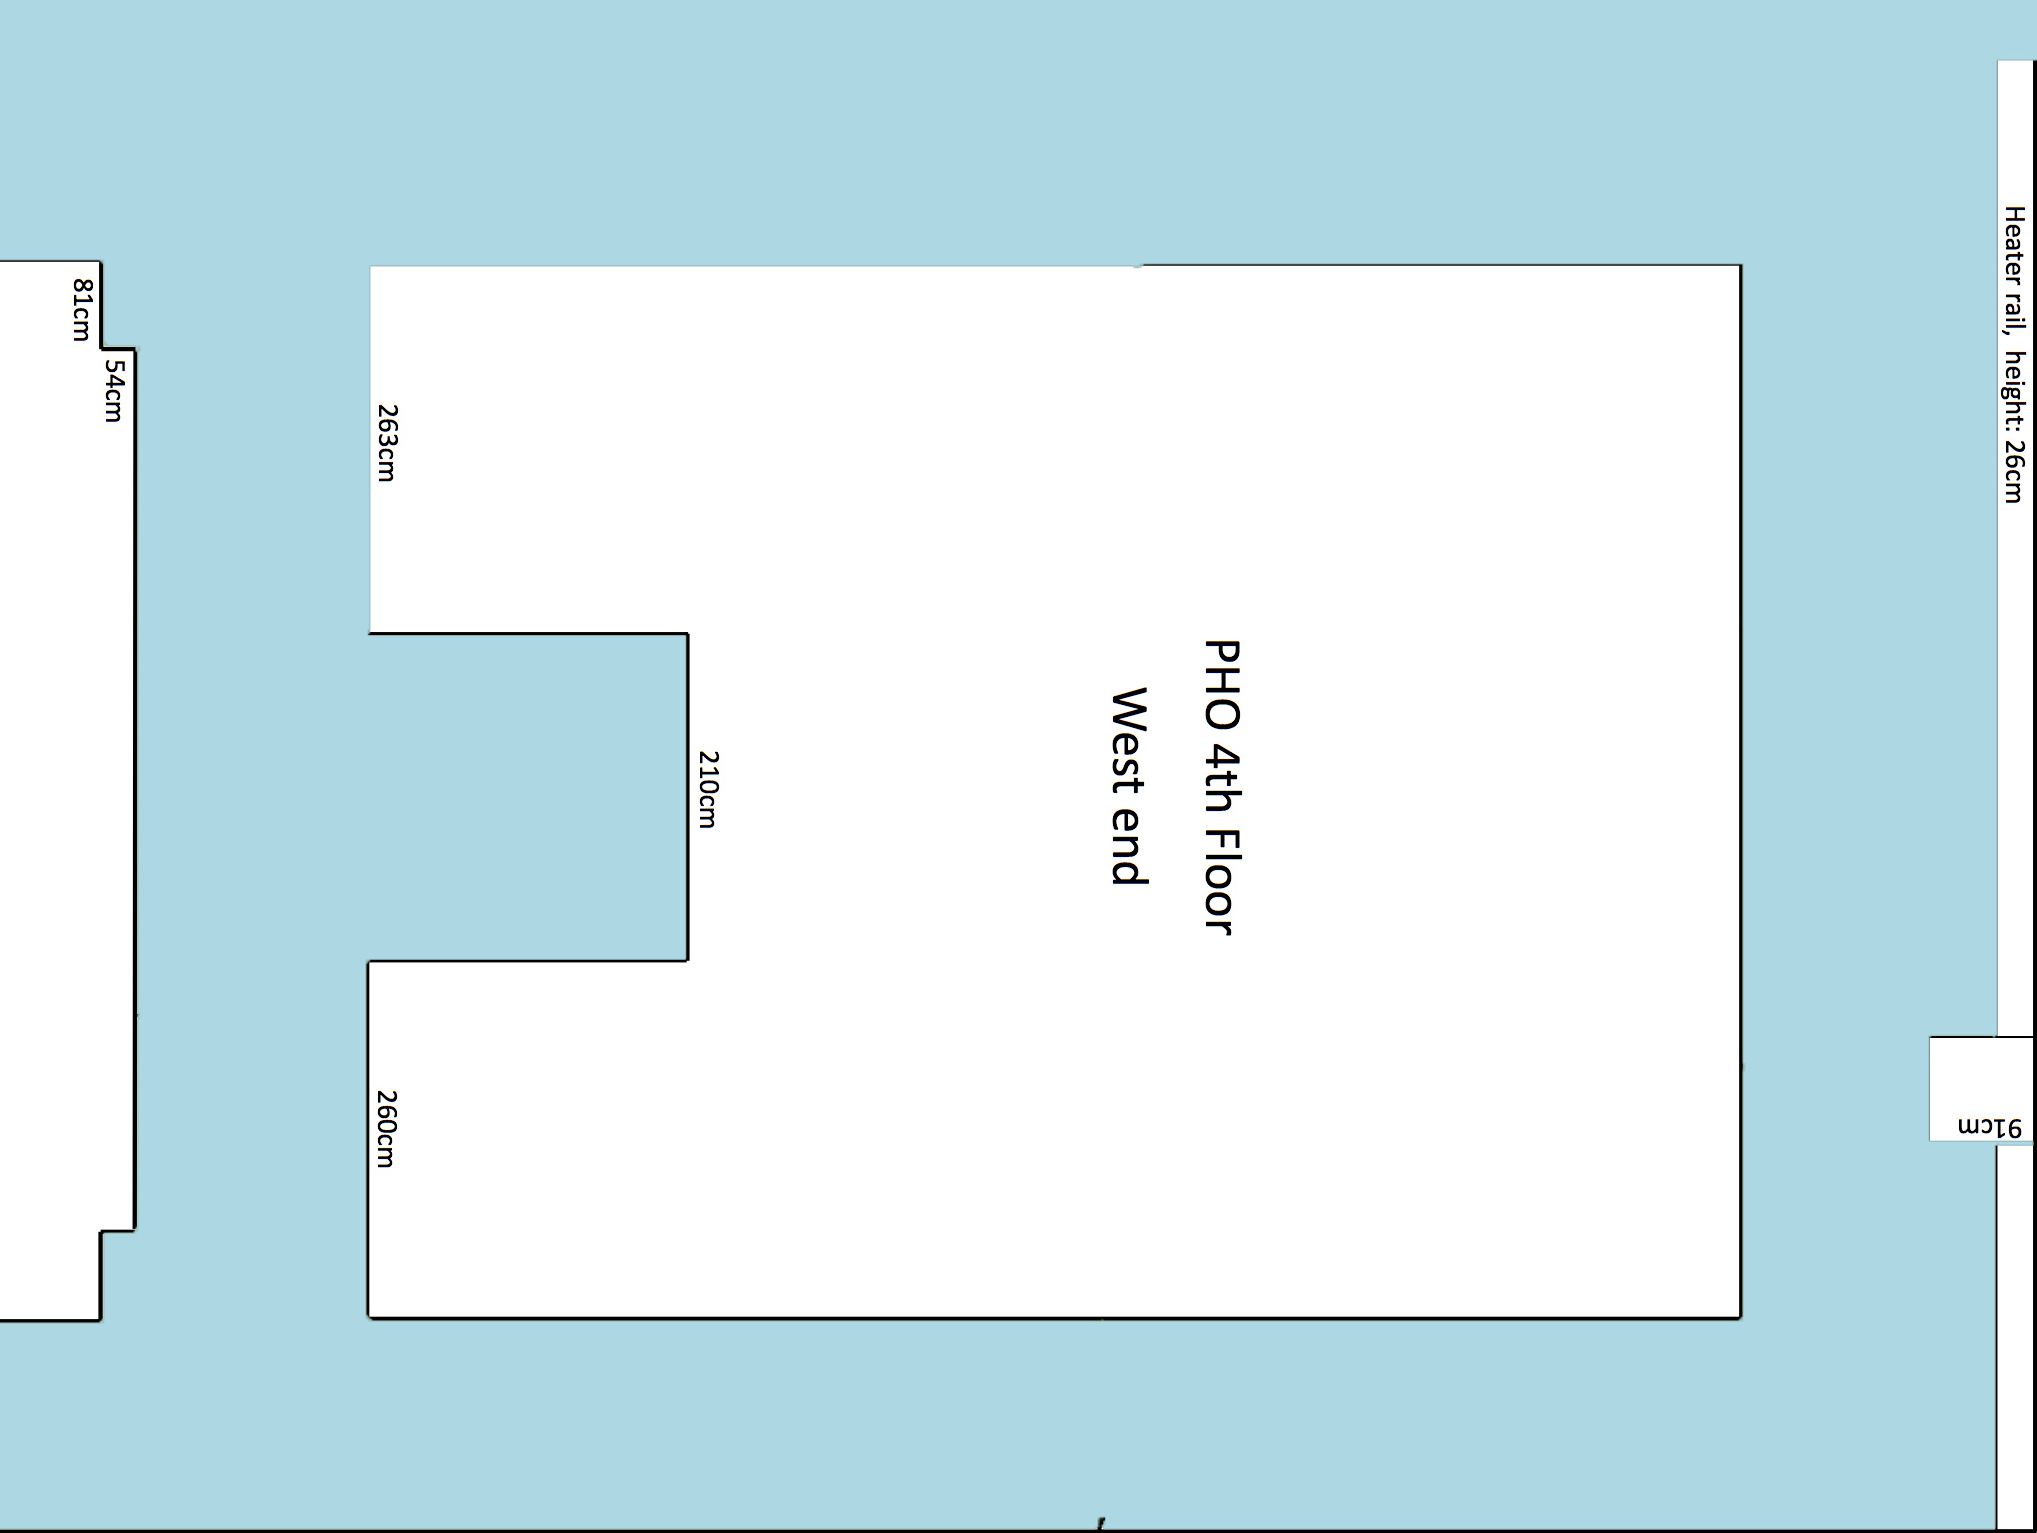 PHO 4th Floor
West end
Heater rail, height: 26cm
81cm
54cm
263cm
210cm
260cm
91cm